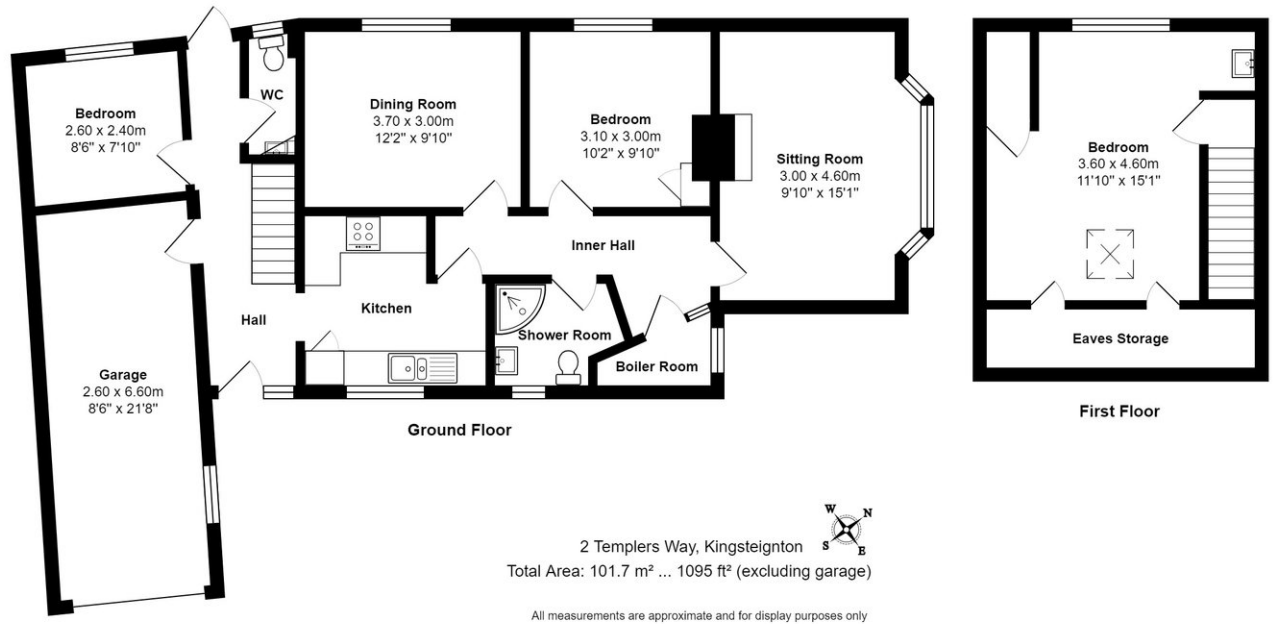 Bedroom
2.60 x 2.40m
8'6" x 7'10"
WC
Dining Room
3.70 x 3.00m
12'2" x 9'10"
Bedroom
3.10 x 3.00m
10'2" x 9'10"
Sitting Room
3.00 x 4.60m
9'10" x 15'1"
Inner Hall
Kitchen
Hall
Shower Room
Boiler Room
Garage
2.60 x 6.60m
8'6" x 21'8"
Ground Floor
Bedroom
3.60 x 4.60m
11'10" x 15'1"
Eaves Storage
First Floor
W
N
S
E
2 Templers Way, Kingsteignton
Total Area: 101.7 m² ... 1095 ft² (excluding garage)
All measurements are approximate and for display purposes only